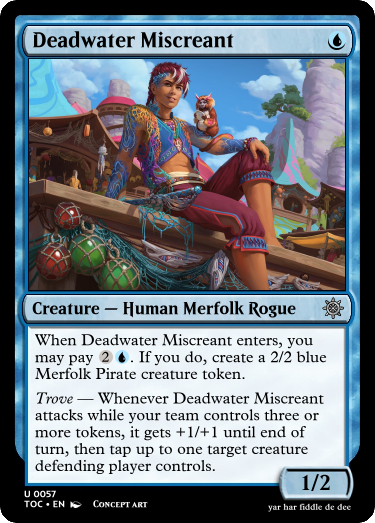 Deadwater Miscreant
Creature — Human Merfolk Rogue
When Deadwater Miscreant enters, you
may pay 2. If you do, create a 2/2 blue
Merfolk Pirate creature token.
Trove — Whenever Deadwater Miscreant
attacks while your team controls three or
more tokens, it gets +1/+1 until end of
turn, then tap up to one target creature
defending player controls.
1/2
U 0057
TOC • EN Concept art
yar har fiddle de dee